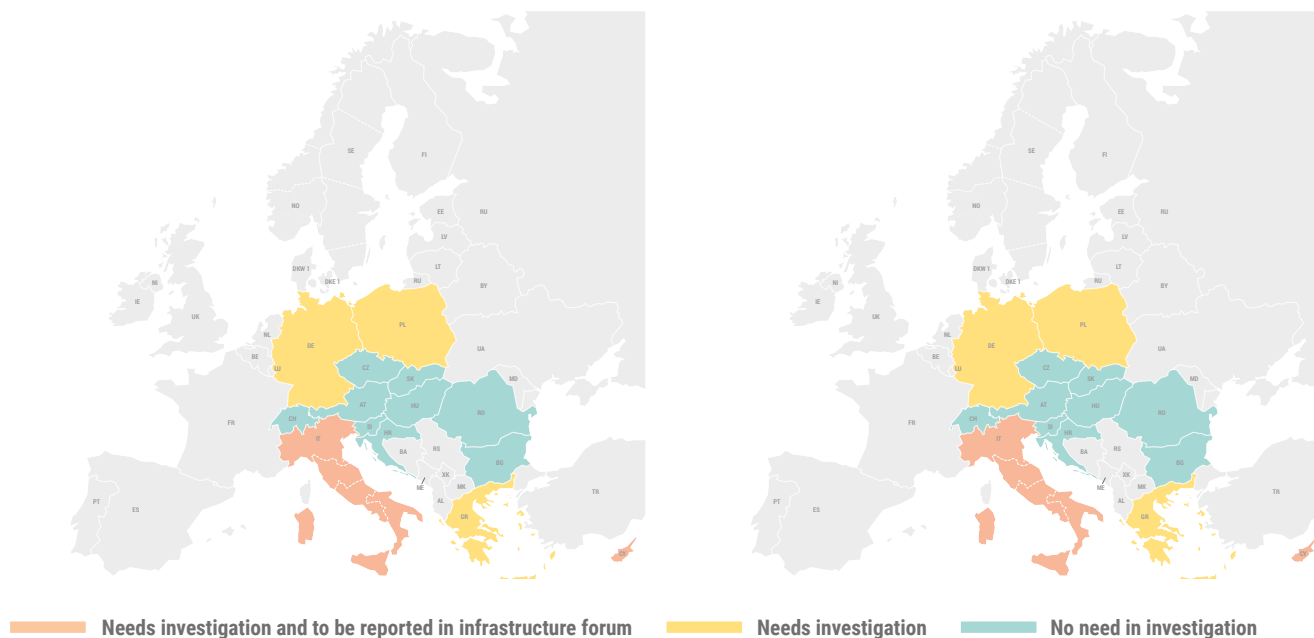 SE
FI
NO
EE
RU
LV
LT
DKW 1
DKE 1
RU
BY
NI
IE
UK
NL
PL
BE
DE
LU
UA
CZ
SK
MD
AT
HU
CH
RO
FR
SI
HR
IT
BA
RS
BG
XK
ME
MK
AL
PT
ES
GR
TR
CY
SE
FI
NO
EE
RU
LV
LT
DKW 1
DKE 1
RU
BY
NI
IE
UK
NL
PL
BE
DE
LU
UA
CZ
SK
MD
AT
HU
CH
RO
FR
SI
HR
IT
BA
RS
BG
XK
ME
MK
AL
PT
ES
GR
TR
CY
Needs investigation and to be reported in infrastructure forum
Needs investigation
No need in investigation